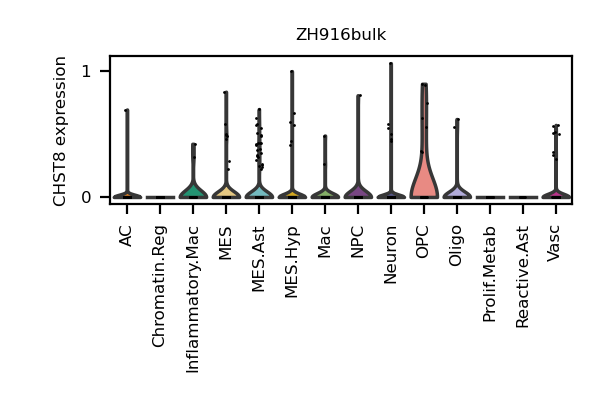 ZH916bulk
CHST8 expression
1
0
AC
Chromatin.Reg
Inflammatory.Mac
MES
MES.Ast
MES.Hyp
Mac
NPC
Neuron
OPC
Oligo
Prolif.Metab
Reactive.Ast
Vasc